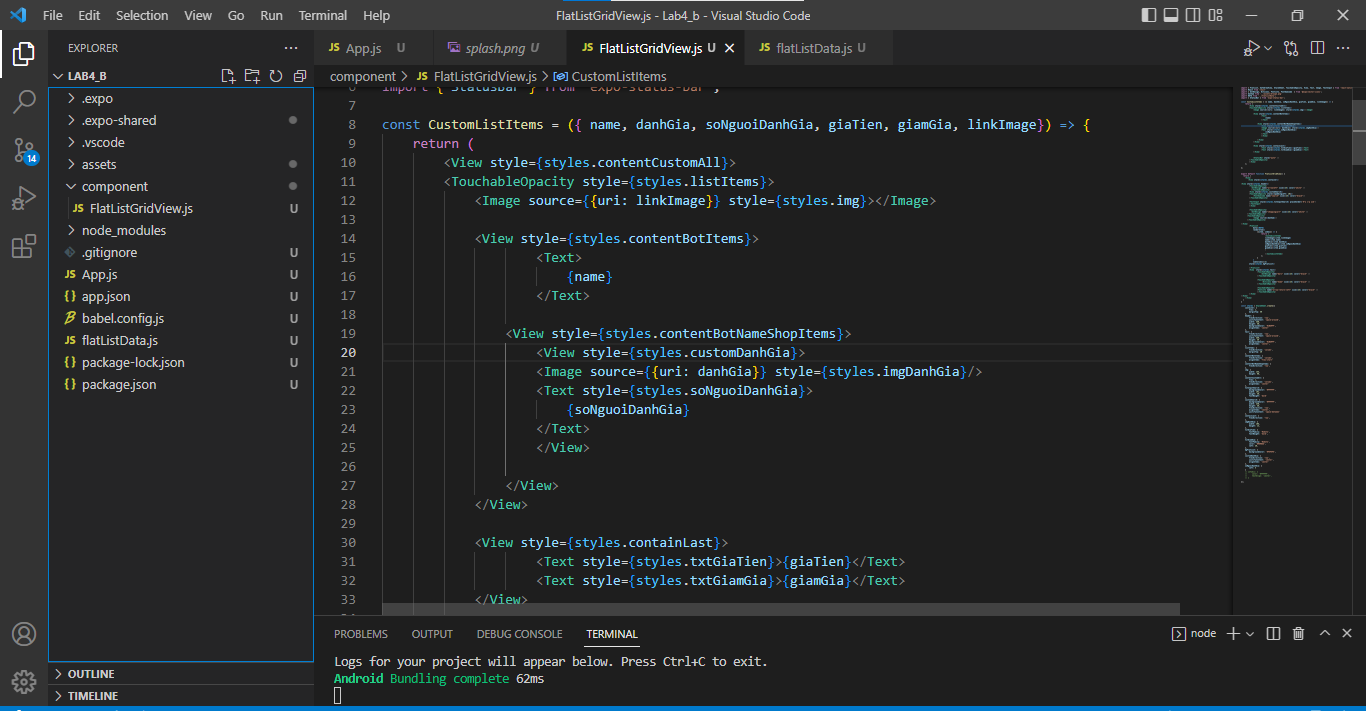 File Edit Selection View Go Run Terminal Help FlatListGridView.js - Lab4_b - Visual Studio Code
EXPLORER
JS App.js U splash.png U JS FlatListGridView.js U JS flatListData.js U
LAB4_B
component > JS FlatListGridView.js > CustomListItems
.expo
.expo-shared
.vscode
assets
component
JS FlatListGridView.js U
node_modules
.gitignore U
JS App.js U
{} app.json U
babel.config.js U
JS flatListData.js U
{} package-lock.json U
{} package.json U
OUTLINE
TIMELINE
14
6 import { StatusBar } from 'expo-status-bar';
7
8 const CustomListItems = ({ name, danhGia, soNguoiDanhGia, giaTien, giamGia, linkImage}) => {
9 return (
10 <View style={styles.contentCustomAll}>
11 <TouchableOpacity style={styles.listItems}>
12 <Image source={{uri: linkImage}} style={styles.img}></Image>
13
14 <View style={styles.contentBotItems}>
15 <Text>
16 {name}
17 </Text>
18
19 <View style={styles.contentBotNameShopItems}>
20 <View style={styles.customDanhGia}>
21 <Image source={{uri: danhGia}} style={styles.imgDanhGia}/>
22 <Text style={styles.soNguoiDanhGia}>
23 {soNguoiDanhGia}
24 </Text>
25 </View>
26
27 </View>
28 </View>
29
30 <View style={styles.containLast}>
31 <Text style={styles.txtGiaTien}>{giaTien}</Text>
32 <Text style={styles.txtGiamGia}>{giamGia}</Text>
33 </View>
PROBLEMS OUTPUT DEBUG CONSOLE TERMINAL node
Logs for your project will appear below. Press Ctrl+C to exit.
Android Bundling complete 62ms